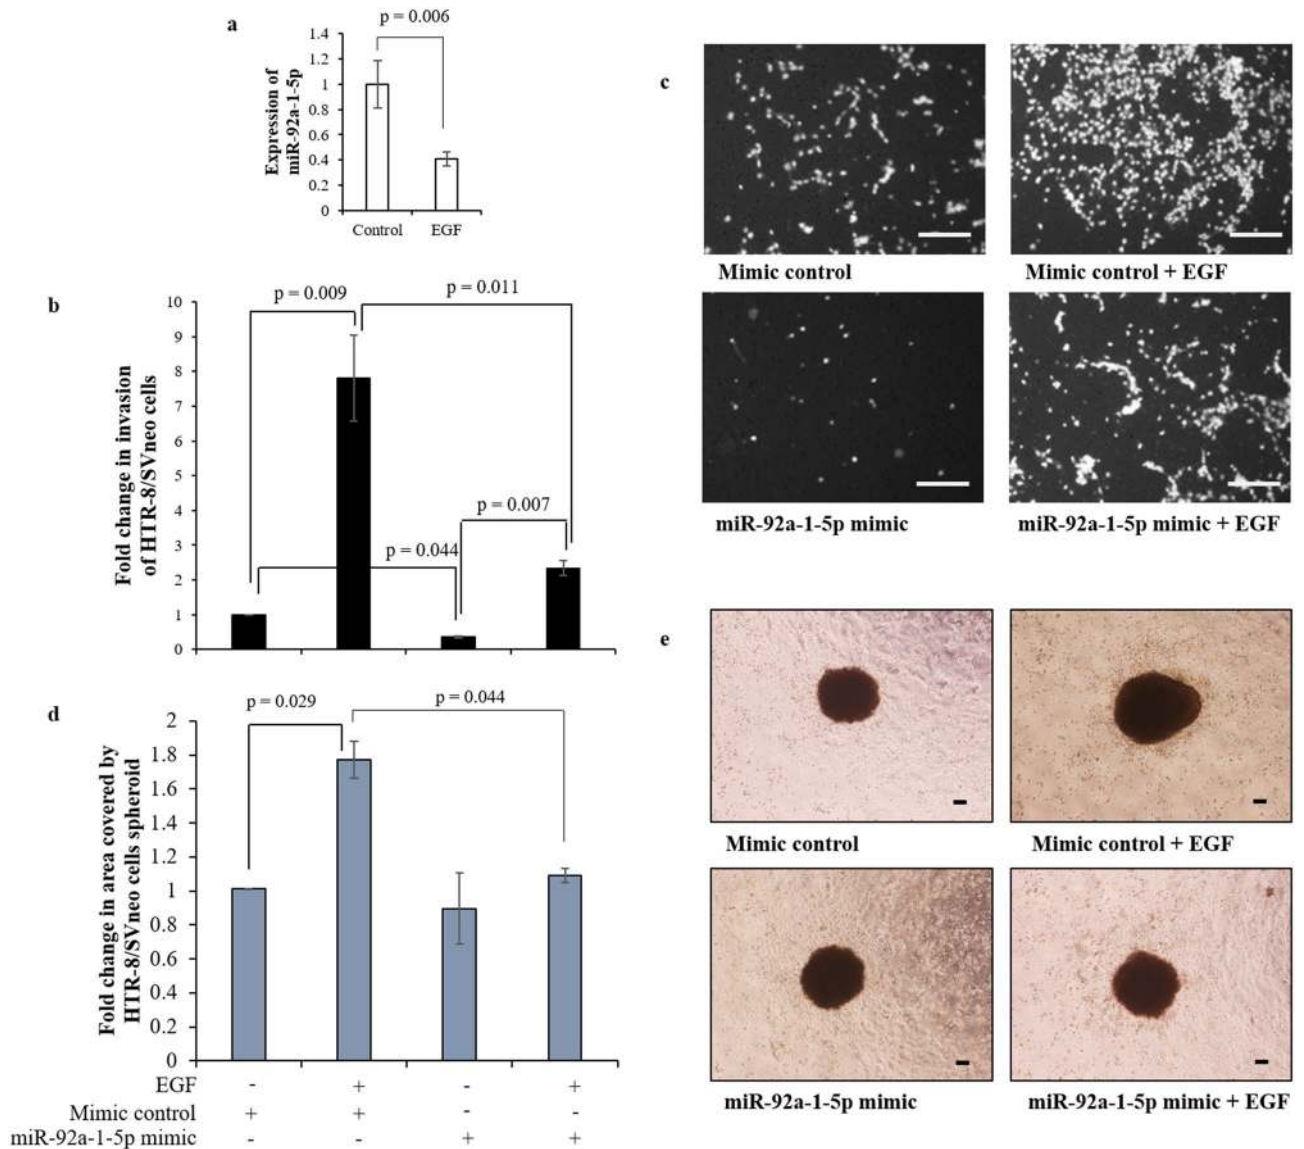 a
p = 0.006
Expression of
miR-92a-1-5p
1.4
1.2
1
0.8
0.6
0.4
0.2
0
Control EGF
b
p = 0.009
p = 0.011
p = 0.007
p = 0.044
Fold change in invasion
of HTR-8/SVneo cells
10
9
8
7
6
5
4
3
2
1
0
c
Mimic control
Mimic control + EGF
miR-92a-1-5p mimic
miR-92a-1-5p mimic + EGF
d
p = 0.029
p = 0.044
Fold change in area covered by
HTR-8/SVneo cells spheroid
2
1.8
1.6
1.4
1.2
1
0.8
0.6
0.4
0.2
0
EGF - + - +
Mimic control + + - -
miR-92a-1-5p mimic - - + +
e
Mimic control
Mimic control + EGF
miR-92a-1-5p mimic
miR-92a-1-5p mimic + EGF